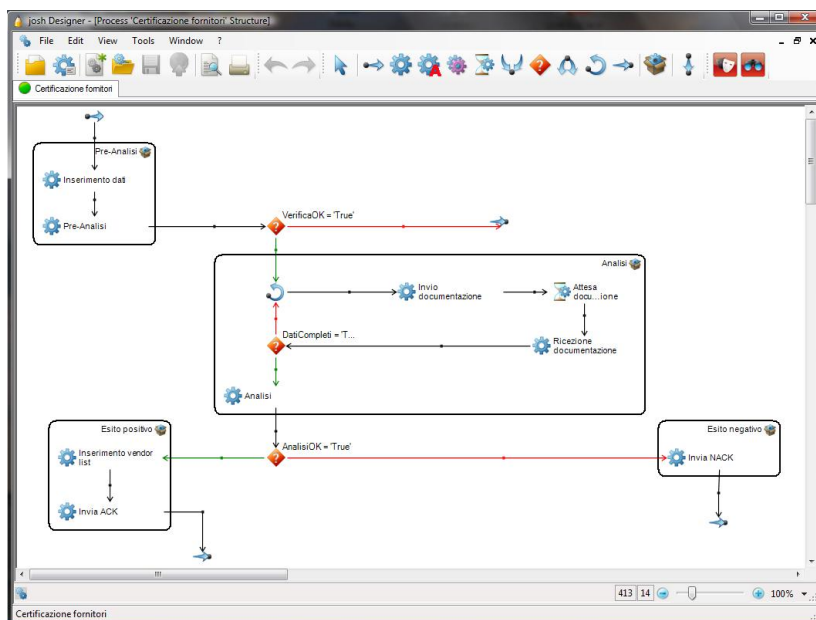 josh Designer - [Process 'Certificazione fornitori' Structure]
File Edit View Tools Window ?
Certificazione fornitori
Pre-Analisi
Inserimento dati
Pre-Analisi
VerificaOK = 'True'
Analisi
Invio
documentazione
Attesa
docu...ione
DatiCompleti = 'T...
Ricezione
documentazione
Analisi
Esito positivo
AnalisiOK = 'True'
Esito negativo
Inserimento vendor
list
Invia NACK
Invia ACK
413 14 100%
Certificazione fornitori